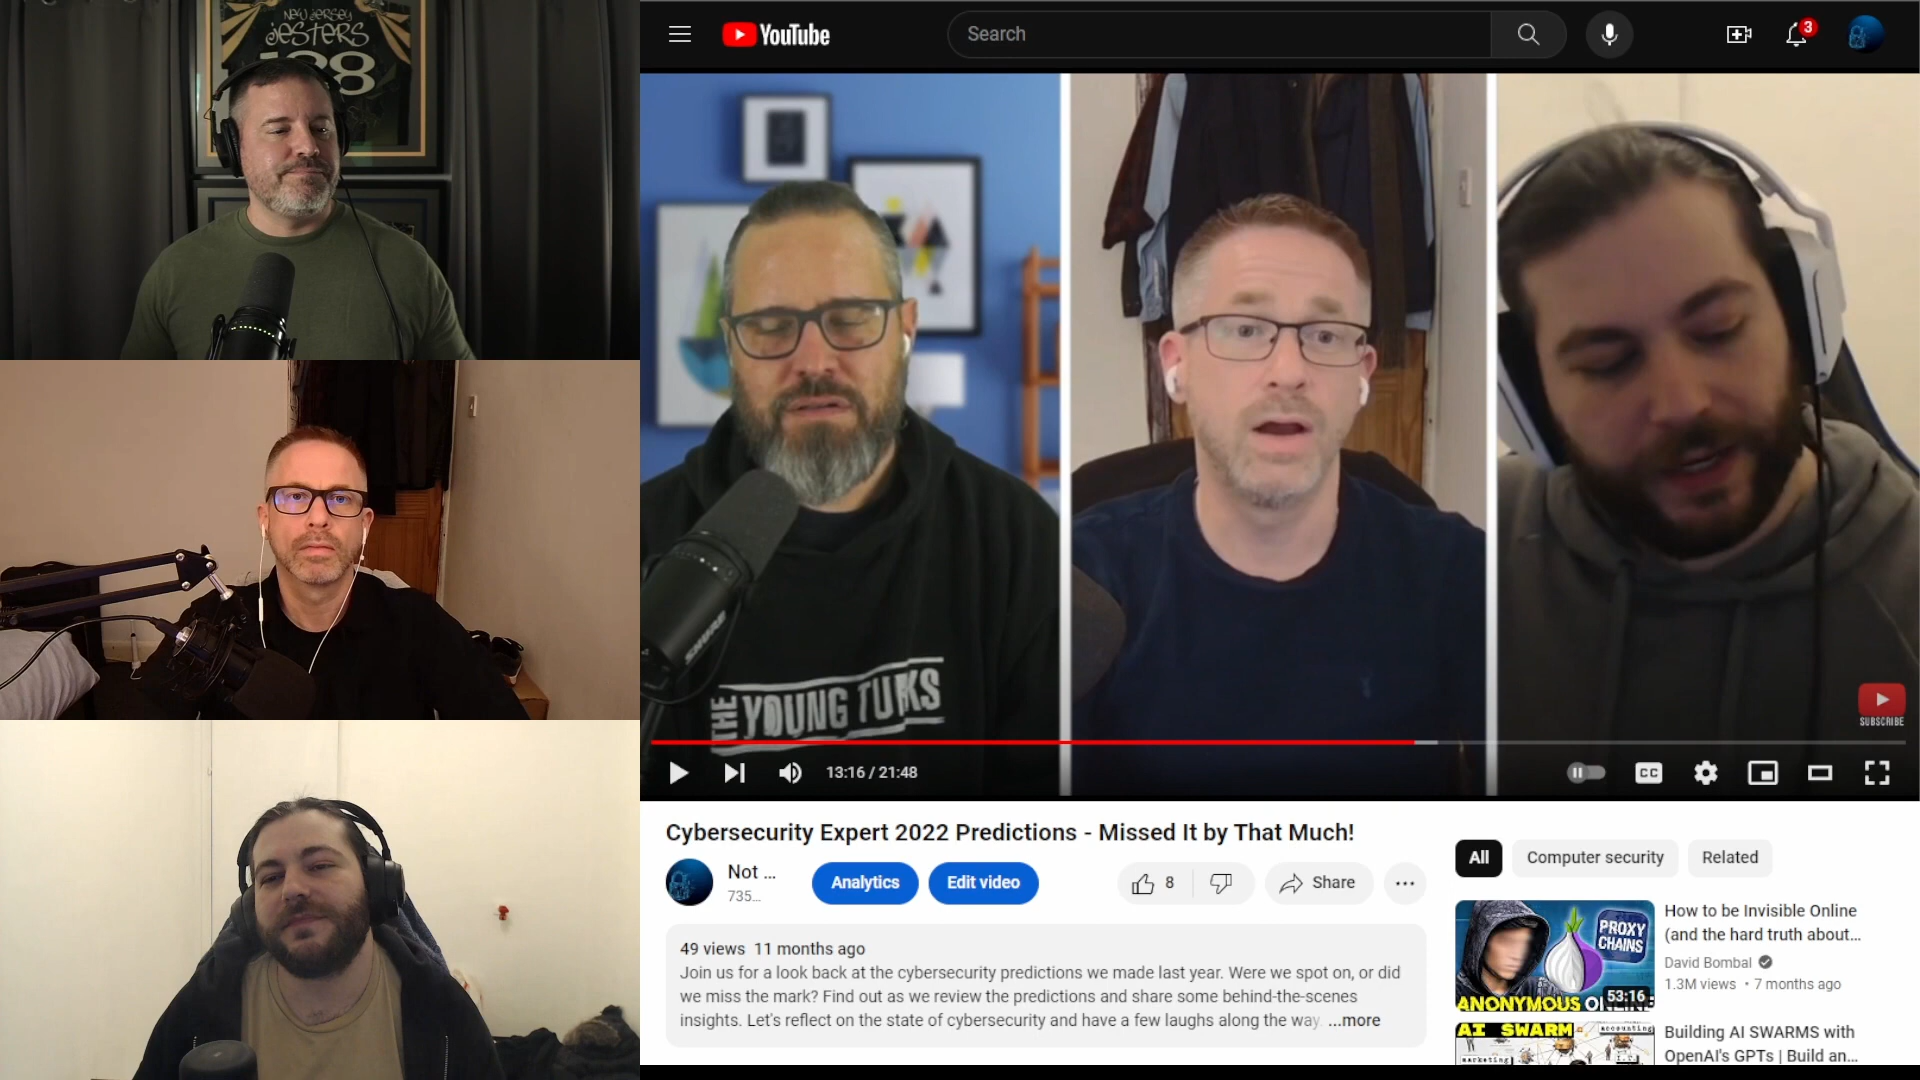 NEW JERSEY
JESTERS
188
YouTube
Search
3
SHURE
THE
YOUNG TURKS
SUBSCRIBE
13:16 / 21:48
CC
Cybersecurity Expert 2022 Predictions - Missed It by That Much!
Not ...
735...
Analytics
Edit video
8
Share
49 views 11 months ago
Join us for a look back at the cybersecurity predictions we made last year. Were we spot on, or did
we miss the mark? Find out as we review the predictions and share some behind-the-scenes
insights. Let's reflect on the state of cybersecurity and have a few laughs along the way. ...more
All
Computer security
Related
PROXY
CHAINS
ANONYMOUS
53:16
How to be Invisible Online
(and the hard truth about...
David Bombal
1.3M views • 7 months ago
AI SWARM
accounting
marketing
Building AI SWARMS with
OpenAI's GPTs | Build an...